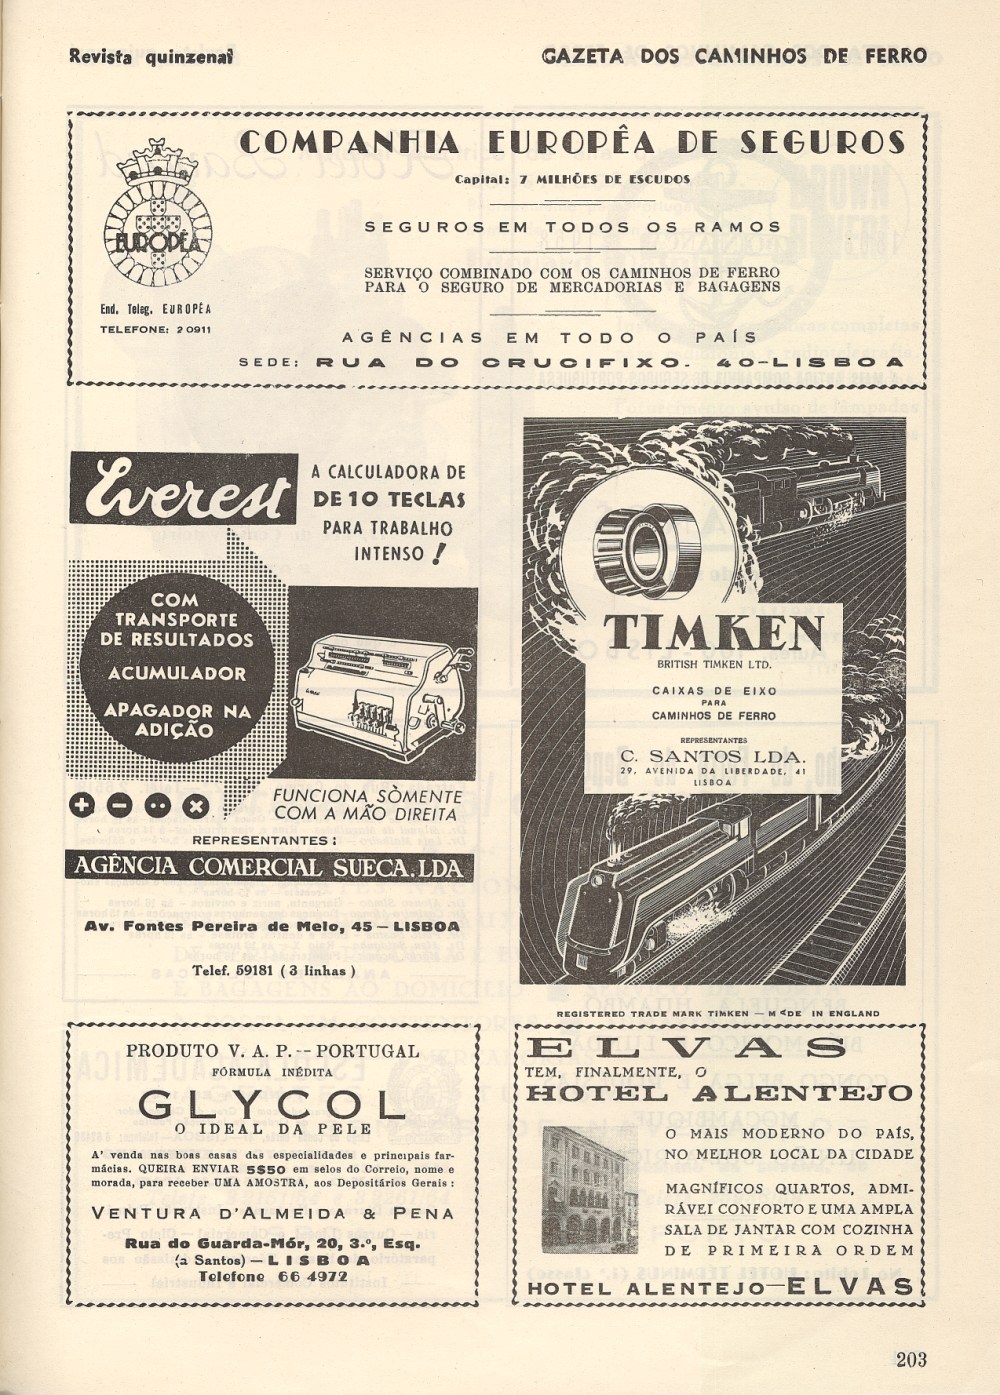 Revista quinzenal
GAZETA DOS CAMINHOS DE FERRO
COMPANHIA EUROPÊA DE SEGUROS
Capital: 7 MILHÕES DE ESCUDOS
SEGUROS EM TODOS OS RAMOS
SERVIÇO COMBINADO COM OS CAMINHOS DE FERRO
PARA O SEGURO DE MERCADORIAS E BAGAGENS
AGÊNCIAS EM TODO O PAÍS
SEDE: RUA DO CRUCIFIXO. 40-LISBOA
EUROPÊA
End. Teleg. EUROPÊA
TELEFONE: 20911
Everest
A CALCULADORA DE
DE 10 TECLAS
PARA TRABALHO
INTENSO!
COM
TRANSPORTE
DE RESULTADOS
ACUMULADOR
APAGADOR NA
ADIÇÃO
FUNCIONA SÒMENTE
COM A MÃO DIREITA
REPRESENTANTES:
AGÊNCIA COMERCIAL SUECA. LDA
Av. Fontes Pereira de Melo, 45 — LISBOA
Telef. 59181 (3 linhas)
TIMKEN
BRITISH TIMKEN LTD.
CAIXAS DE EIXO
PARA
CAMINHOS DE FERRO
REPRESENTANTES
C. SANTOS LDA.
29, AVENIDA DA LIBERDADE, 41
LISBOA
REGISTERED TRADE MARK TIMKEN — MADE IN ENGLAND
PRODUTO V. A. P. -- PORTUGAL
FÓRMULA INÉDITA
GLYCOL
O IDEAL DA PELE
A' venda nas boas casas das especialidades e principais far-
mácias. QUEIRA ENVIAR 5$50 em selos do Correio, nome e
morada, para receber UMA AMOSTRA, aos Depositários Gerais:
VENTURA D'ALMEIDA & PENA
Rua do Guarda-Mór, 20, 3.º, Esq.
(a Santos) — LISBOA
Telefone 66 4972
ELVAS
TEM, FINALMENTE, O
HOTEL ALENTEJO
O MAIS MODERNO DO PAÍS,
NO MELHOR LOCAL DA CIDADE
MAGNÍFICOS QUARTOS, ADMI-
RÁVEI CONFORTO E UMA AMPLA
SALA DE JANTAR COM COZINHA
DE PRIMEIRA ORDEM
HOTEL ALENTEJO—ELVAS
203